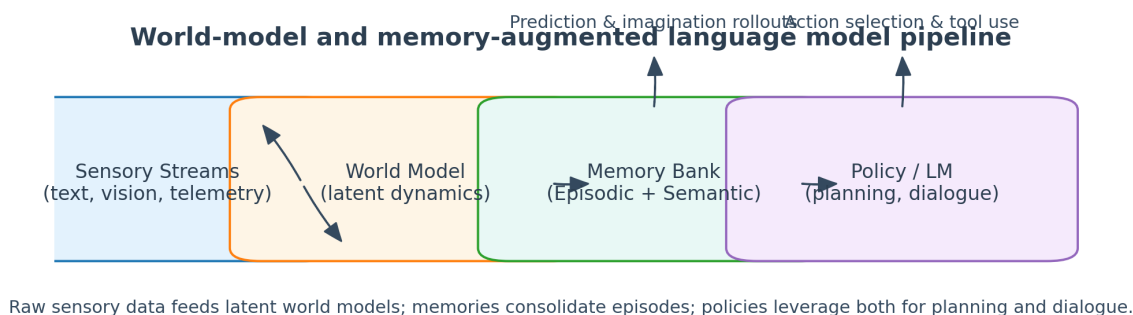 Prediction & imagination rollouts
Action selection & tool use
World-model and memory-augmented language model pipeline
Sensory Streams
(text, vision, telemetry)
World Model
(latent dynamics)
Memory Bank
(Episodic + Semantic)
Policy / LM
(planning, dialogue)
Raw sensory data feeds latent world models; memories consolidate episodes; policies leverage both for planning and dialogue.